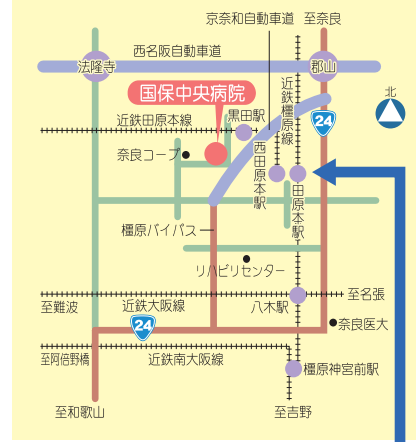 京奈和自動車道
至奈良
西名阪自動車道
法隆寺
郡山
国保中央病院
近鉄橿原線
北
近鉄田原本線
黒田駅
24
奈良コープ
西田原本駅
田原本駅
橿原バイパス
リハビリセンター
至難波
近鉄大阪線
八木駅
至名張
24
奈良医大
至阿倍野橋
近鉄南大阪線
橿原神宮前駅
至和歌山
至吉野